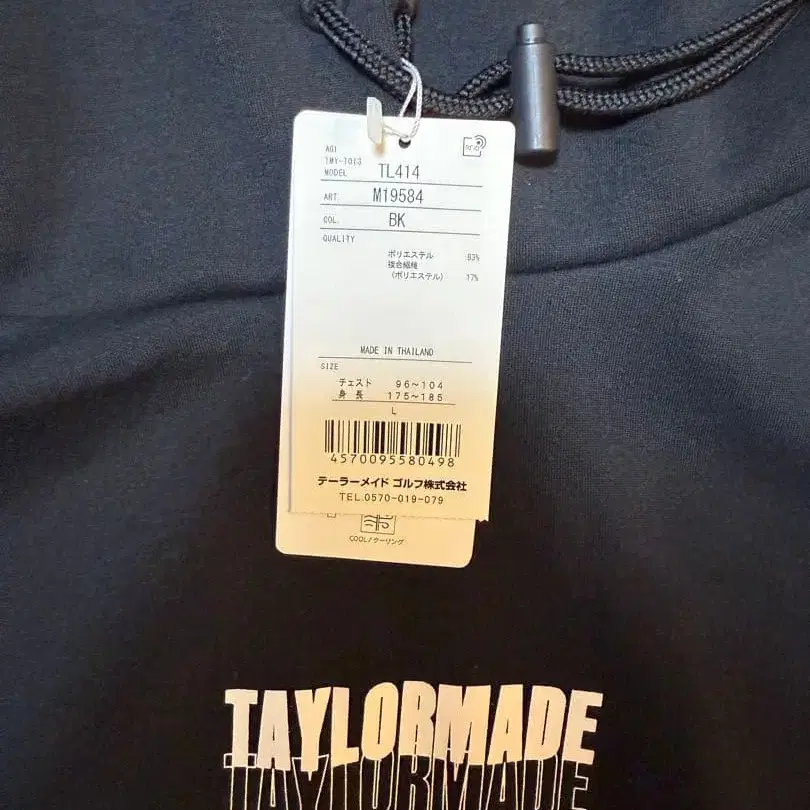 AGI
TMY-TOI3
MODEL TL414
ART. M19584
COL. BK
QUALITY
ポリエステル 83%
複合繊維
(ポリエステル) 17%
MADE IN THAILAND
SIZE
チェスト 96~104
身長 175~185
L
4570095580498
テーラーメイド ゴルフ株式会社
TEL.0570-019-079
COOL/クーリング
TAYLORMADE
TAYLORMADE